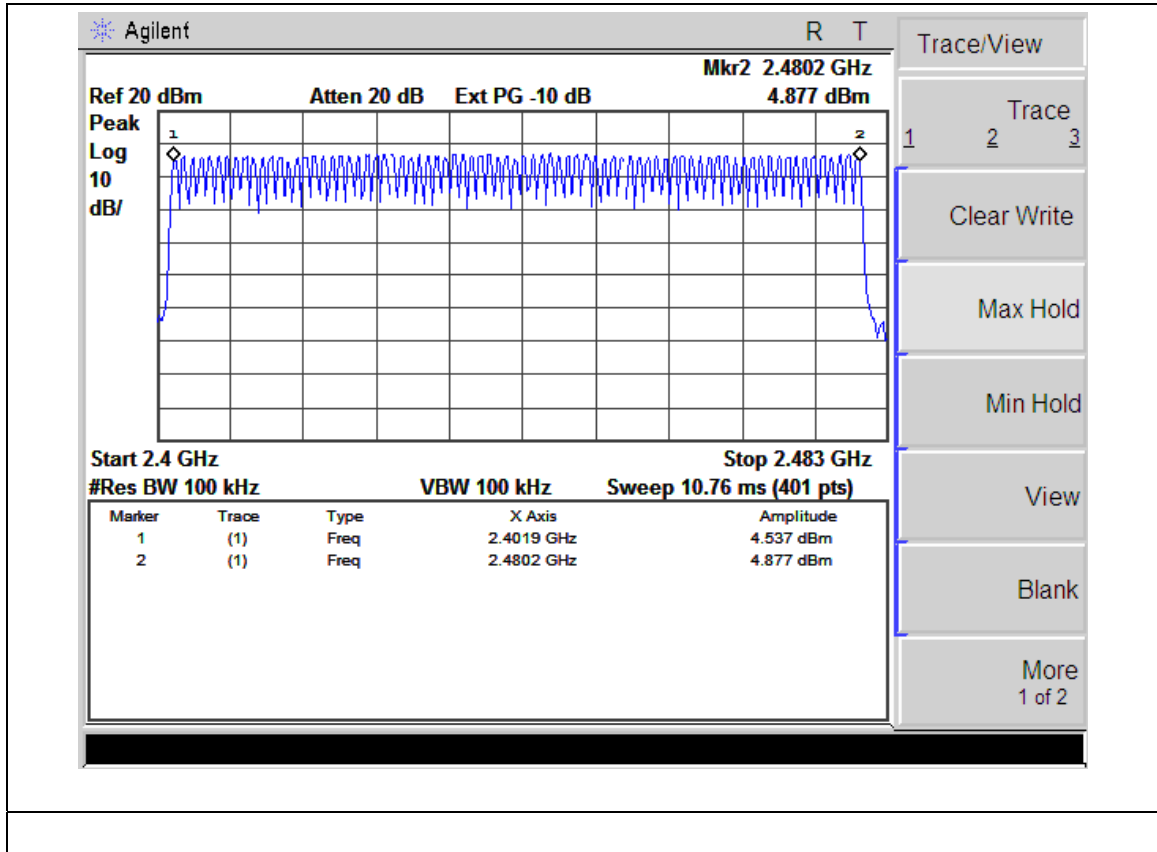 Agilent R T
Trace/View
Mkr2 2.4802 GHz
Ref 20 dBm Atten 20 dB Ext PG -10 dB 4.877 dBm
Peak
Log
10
dB/
1
2
Start 2.4 GHz Stop 2.483 GHz
#Res BW 100 kHz VBW 100 kHz Sweep 10.76 ms (401 pts)
Marker Trace Type X Axis Amplitude
1 (1) Freq 2.4019 GHz 4.537 dBm
2 (1) Freq 2.4802 GHz 4.877 dBm
Trace
1 2 3
Clear Write
Max Hold
Min Hold
View
Blank
More
1 of 2